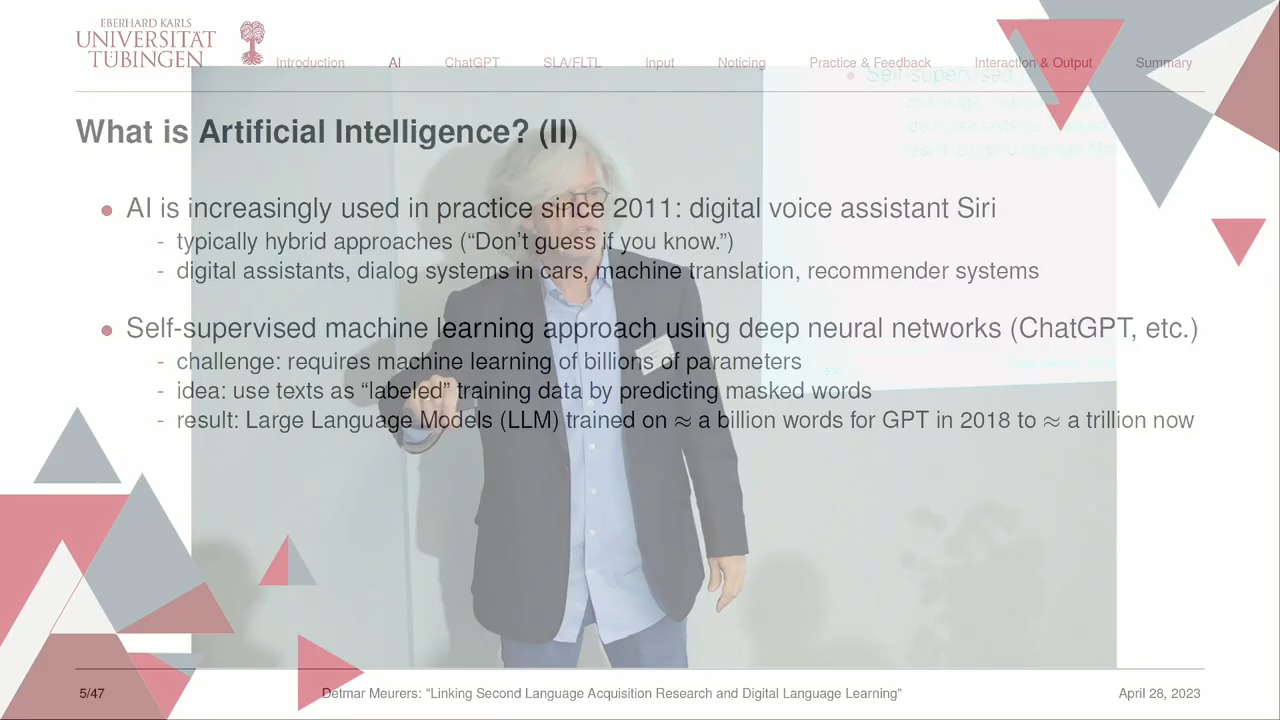 EBERHARD KARLS
UNIVERSITÄT
TÜBINGEN
Introduction AI ChatGPT SLA/FLTL Input Noticing Practice & Feedback Interaction & Output Summary
Self-supervised
What is Artificial Intelligence? (II)
• AI is increasingly used in practice since 2011: digital voice assistant Siri
- typically hybrid approaches (“Don’t guess if you know.”)
- digital assistants, dialog systems in cars, machine translation, recommender systems
• Self-supervised machine learning approach using deep neural networks (ChatGPT, etc.)
- challenge: requires machine learning of billions of parameters
- idea: use texts as “labeled” training data by predicting masked words
- result: Large Language Models (LLM) trained on ≈ a billion words for GPT in 2018 to ≈ a trillion now
5/47 Detmar Meurers: “Linking Second Language Acquisition Research and Digital Language Learning” April 28, 2023